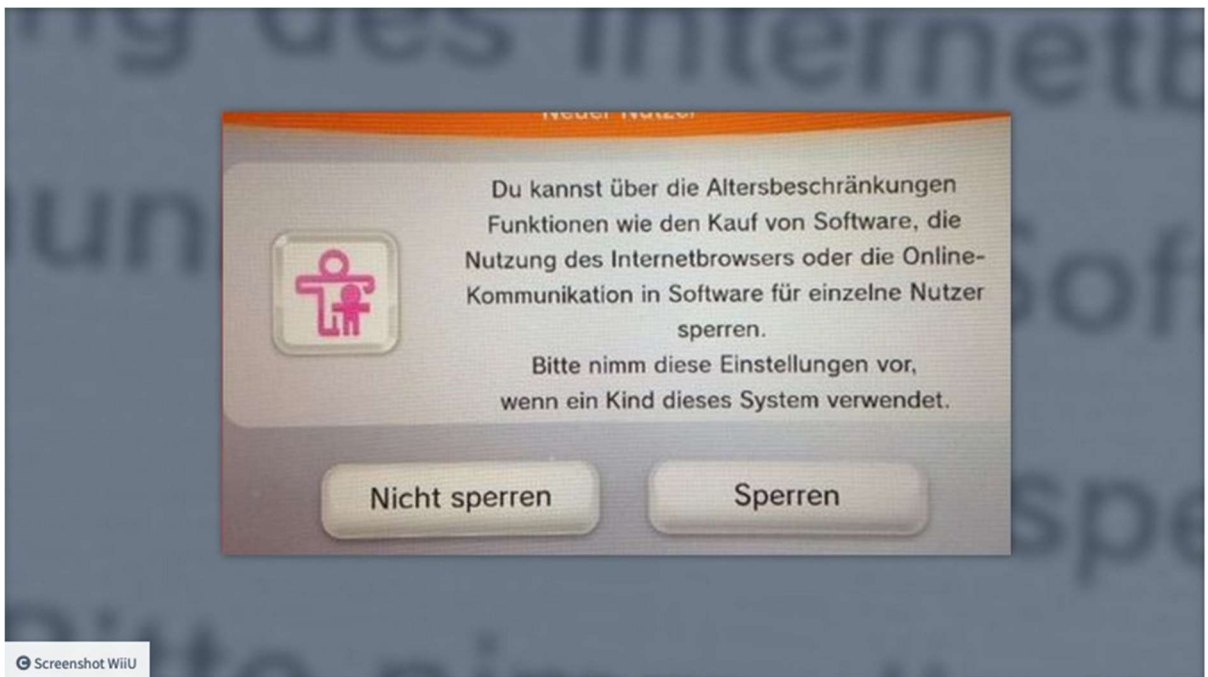 Neuer Nutzer
Du kannst über die Altersbeschränkungen
Funktionen wie den Kauf von Software, die
Nutzung des Internetbrowsers oder die Online-
Kommunikation in Software für einzelne Nutzer
sperren.
Bitte nimm diese Einstellungen vor,
wenn ein Kind dieses System verwendet.
Nicht sperren
Sperren
Screenshot WiiU